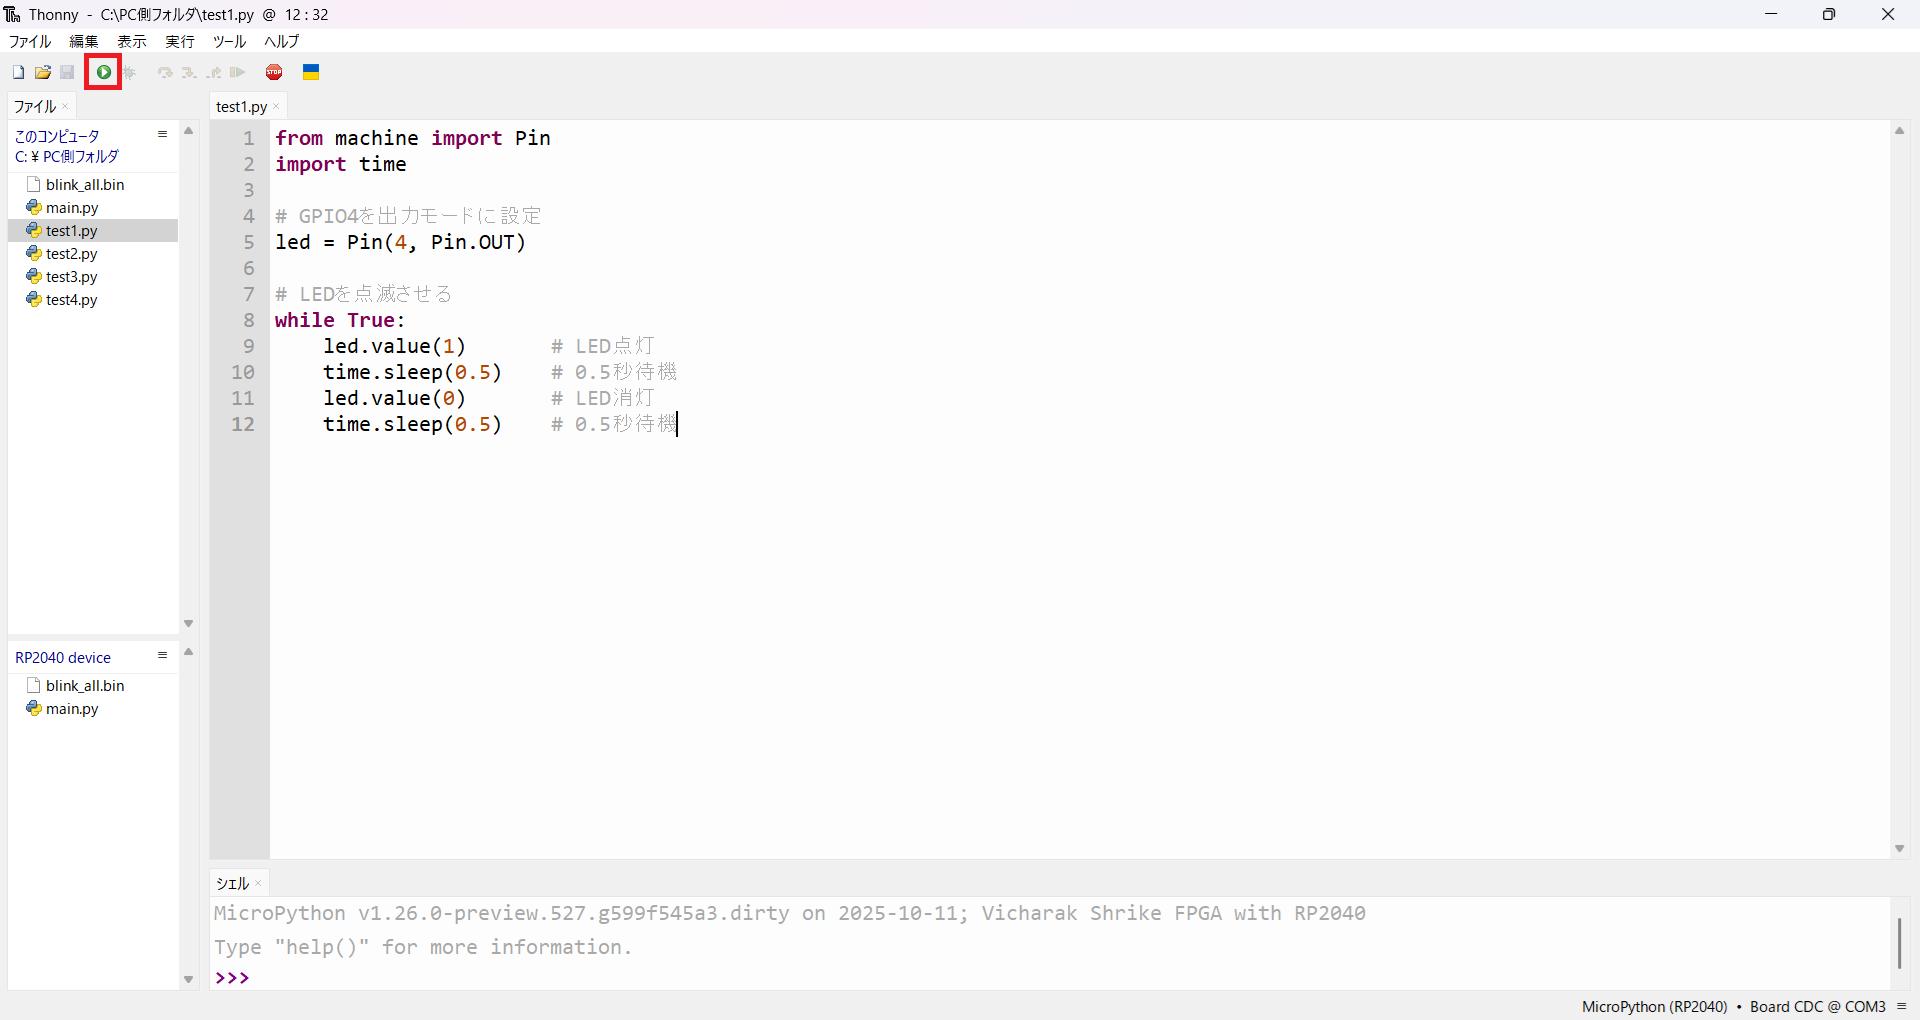 Thonny - C:\PC側フォルダ\test1.py @ 12 : 32
ファイル 編集 表示 実行 ツール ヘルプ
STOP
ファイル
このコンピュータ
C: ¥ PC側フォルダ
blink_all.bin
main.py
test1.py
test2.py
test3.py
test4.py
RP2040 device
blink_all.bin
main.py
test1.py
1 from machine import Pin
2 import time
3
4 # GPIO4を出力モードに設定
5 led = Pin(4, Pin.OUT)
6
7 # LEDを点滅させる
8 while True:
9     led.value(1)       # LED点灯
10     time.sleep(0.5)    # 0.5秒待機
11     led.value(0)       # LED消灯
12     time.sleep(0.5)    # 0.5秒待機
シェル
MicroPython v1.26.0-preview.527.g599f545a3.dirty on 2025-10-11; Vicharak Shrike FPGA with RP2040
Type "help()" for more information.
>>>
MicroPython (RP2040) • Board CDC @ COM3